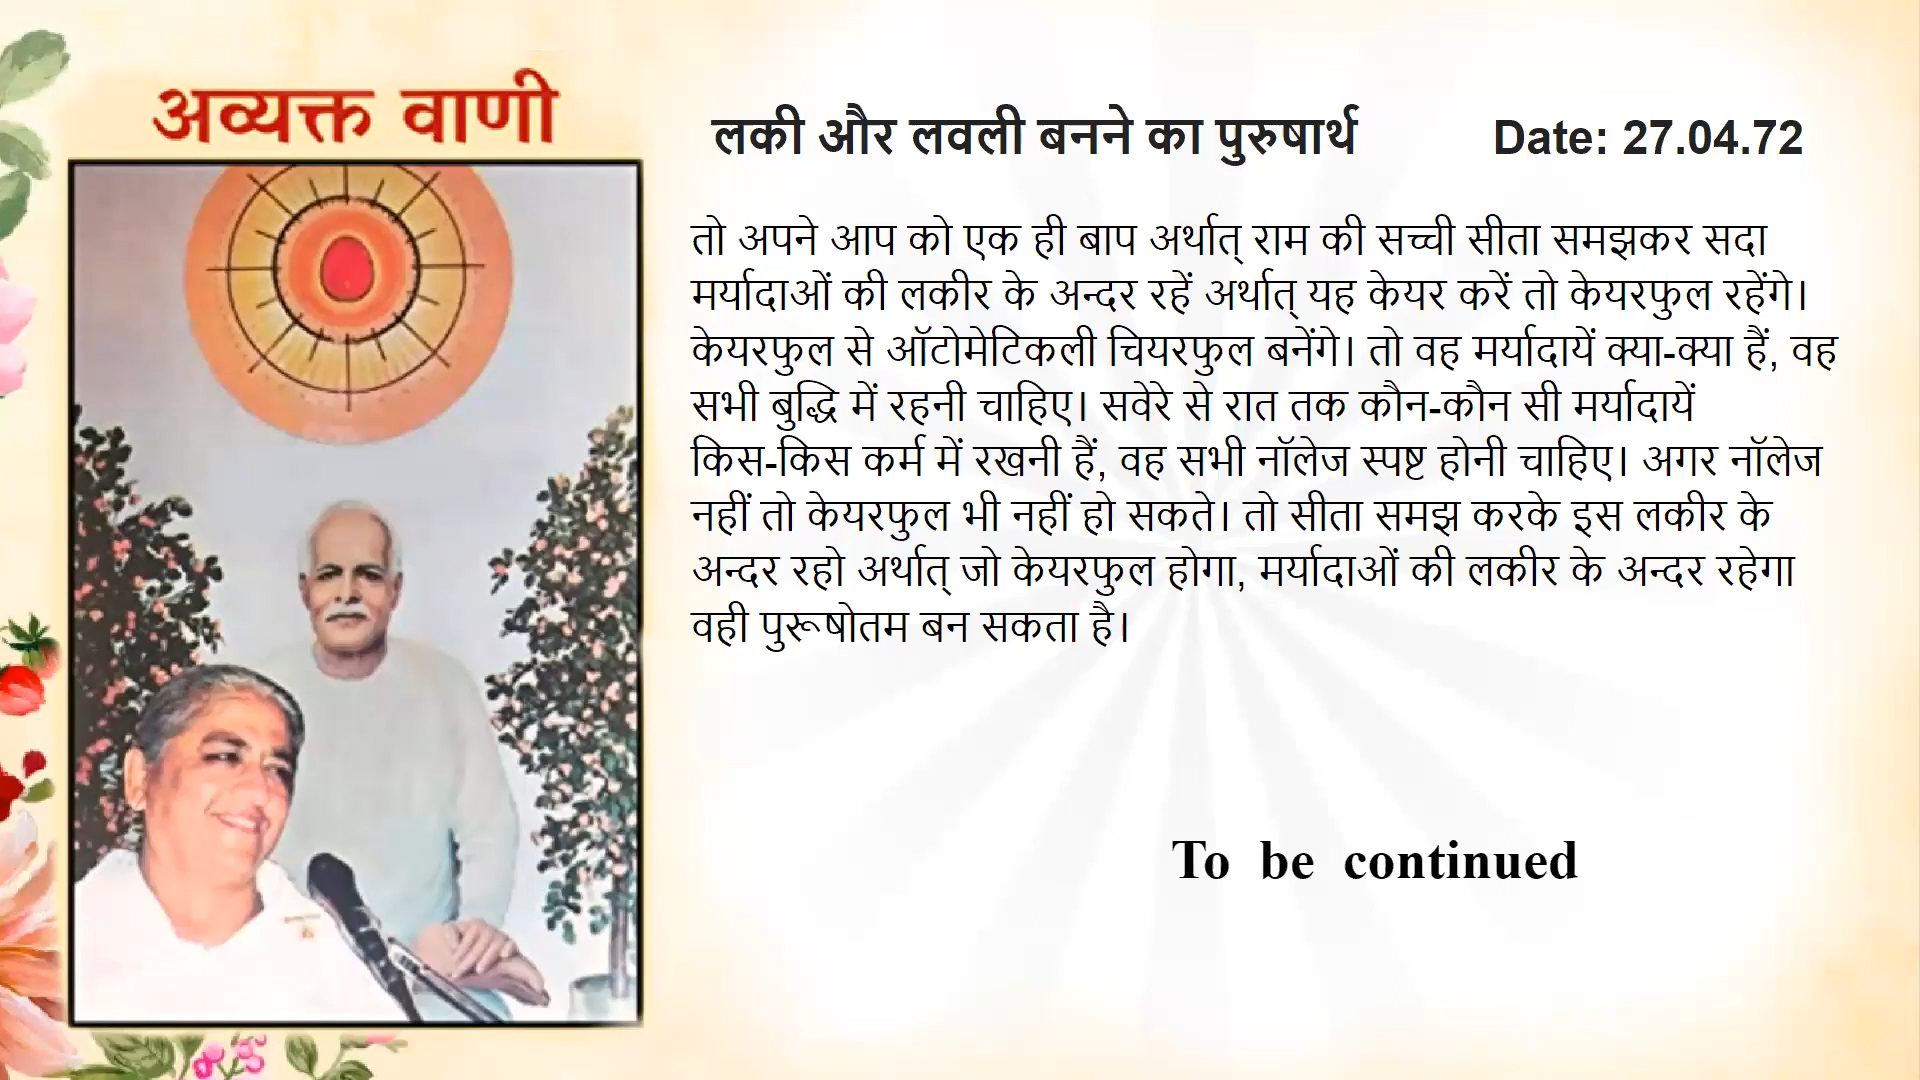 अव्यक्त वाणी
लकी और लवली बनने का पुरुषार्थ Date: 27.04.72
तो अपने आप को एक ही बाप अर्थात् राम की सच्ची सीता समझकर सदा
मर्यादाओं की लकीर के अन्दर रहें अर्थात् यह केयर करें तो केयरफुल रहेंगे।
केयरफुल से ऑटोमेटिकली चियरफुल बनेंगे। तो वह मर्यादायें क्या-क्या हैं, वह
सभी बुद्धि में रहनी चाहिए। सवेरे से रात तक कौन-कौन सी मर्यादायें
किस-किस कर्म में रखनी हैं, वह सभी नॉलेज स्पष्ट होनी चाहिए। अगर नॉलेज
नहीं तो केयरफुल भी नहीं हो सकते। तो सीता समझ करके इस लकीर के
अन्दर रहो अर्थात् जो केयरफुल होगा, मर्यादाओं की लकीर के अन्दर रहेगा
वही पुरूषोतम बन सकता है।
To be continued